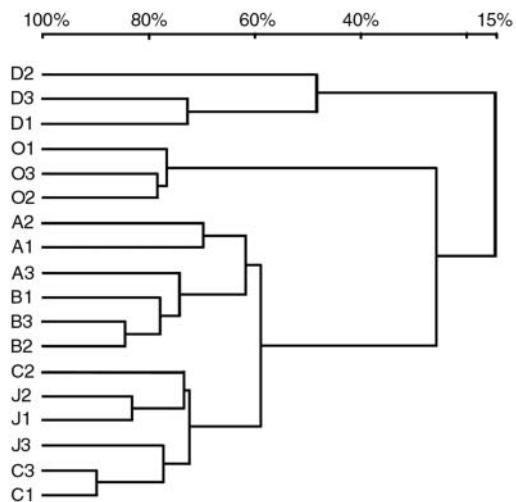 100% 80% 60% 40% 15%
D2
D3
D1
O1
O3
O2
A2
A1
A3
B1
B3
B2
C2
J2
J1
J3
C3
C1